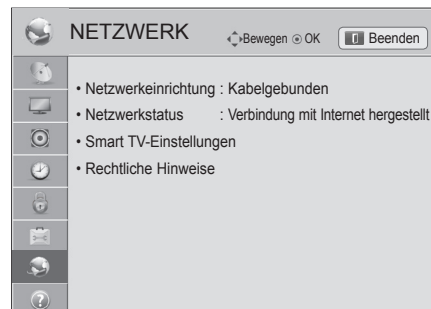 NETZWERK Bewegen OK Beenden
• Netzwerkeinrichtung : Kabelgebunden
• Netzwerkstatus : Verbindung mit Internet hergestellt
• Smart TV-Einstellungen
• Rechtliche Hinweise